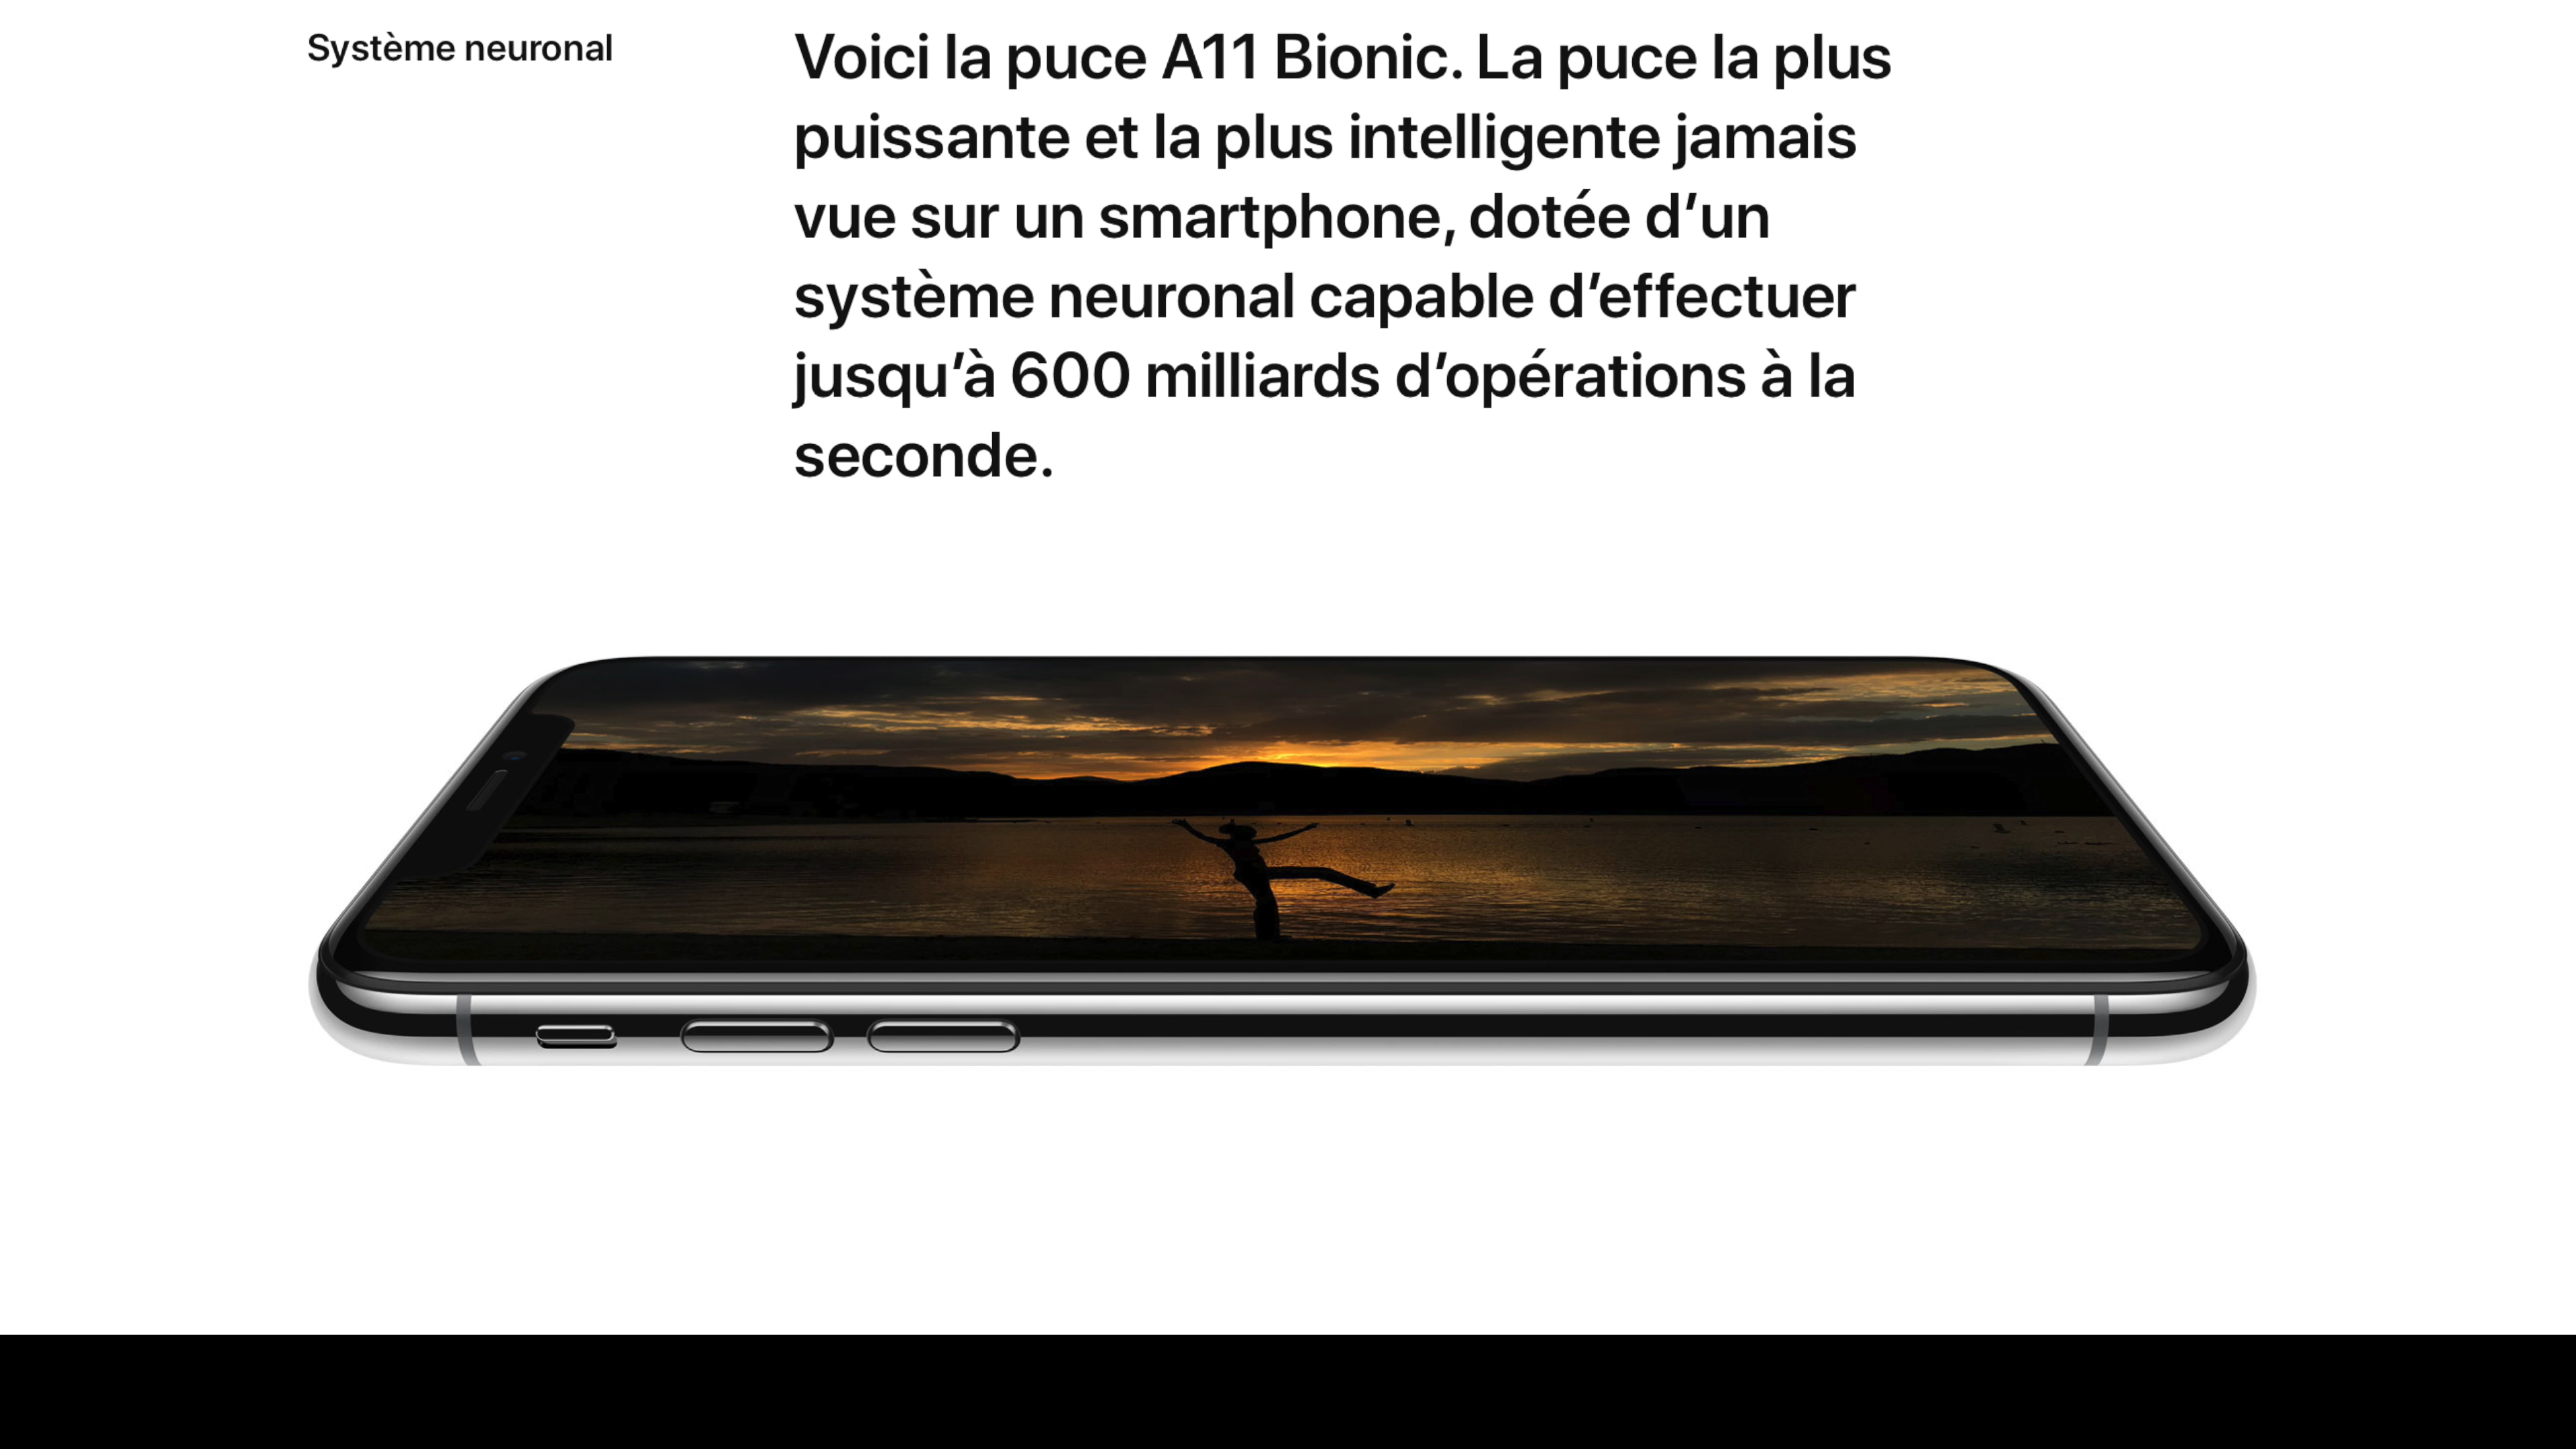 Système neuronal
Voici la puce A11 Bionic. La puce la plus
puissante et la plus intelligente jamais
vue sur un smartphone, dotée d’un
système neuronal capable d’effectuer
jusqu’à 600 milliards d’opérations à la
seconde.